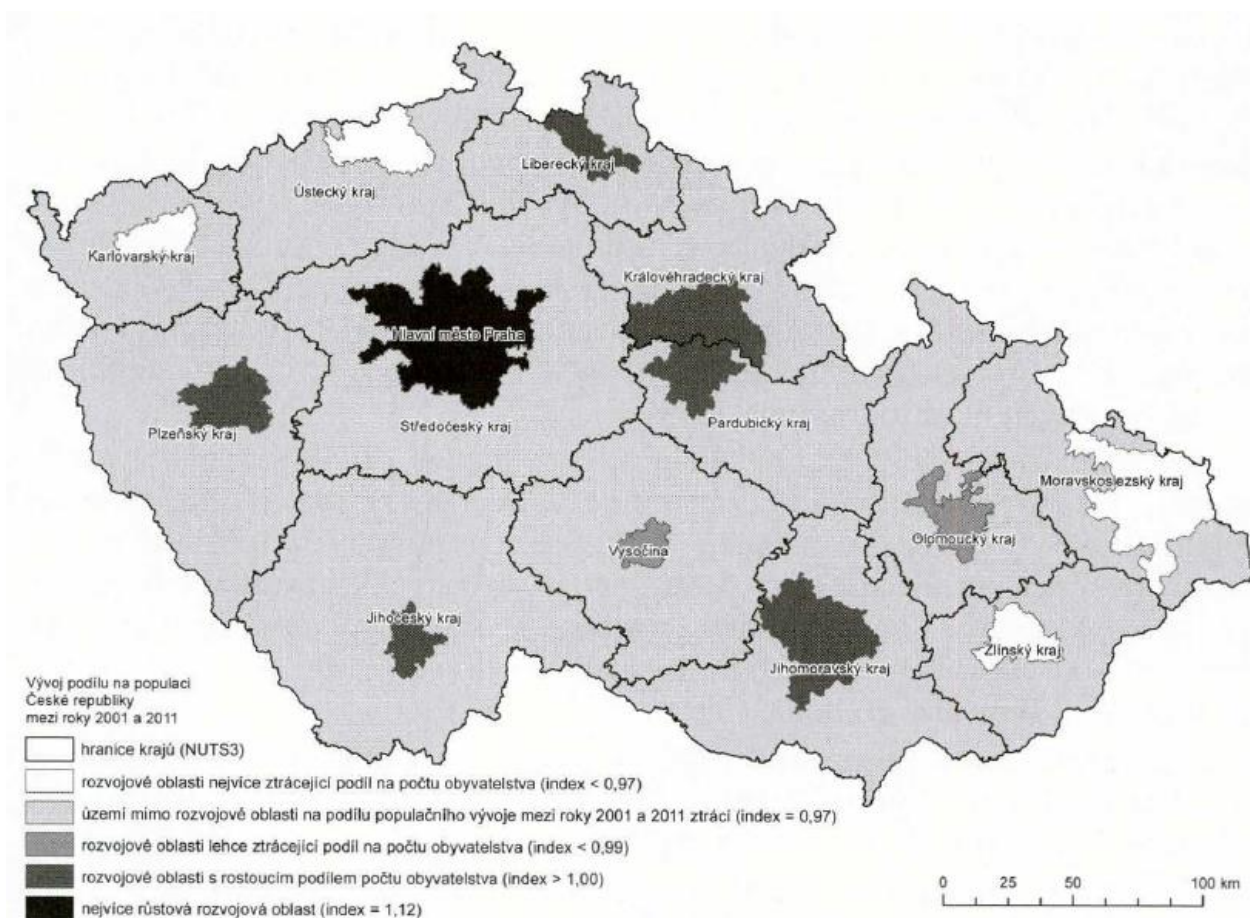 Liberecký kraj
Ústecký kraj
Karlovarský kraj
Královéhradecký kraj
Hlavní město Praha
Plzeňský kraj
Středočeský kraj
Pardubický kraj
Moravskoslezský kraj
Olomoucký kraj
Vysočina
Jihočeský kraj
Zlínský kraj
Jihomoravský kraj
Vývoj podílu na populaci
České republiky
mezi roky 2001 a 2011
hranice krajů (NUTS3)
rozvojové oblasti nejvíce ztrácející podíl na počtu obyvatelstva (index < 0,97)
území mimo rozvojové oblasti na podílu populačního vývoje mezi roky 2001 a 2011 ztrácí (index = 0,97)
rozvojové oblasti lehce ztrácející podíl na počtu obyvatelstva (index < 0,99)
rozvojové oblasti s rostoucím podílem počtu obyvatelstva (index > 1,00)
nejvíce růstová rozvojová oblast (index = 1,12)
0 25 50 100 km